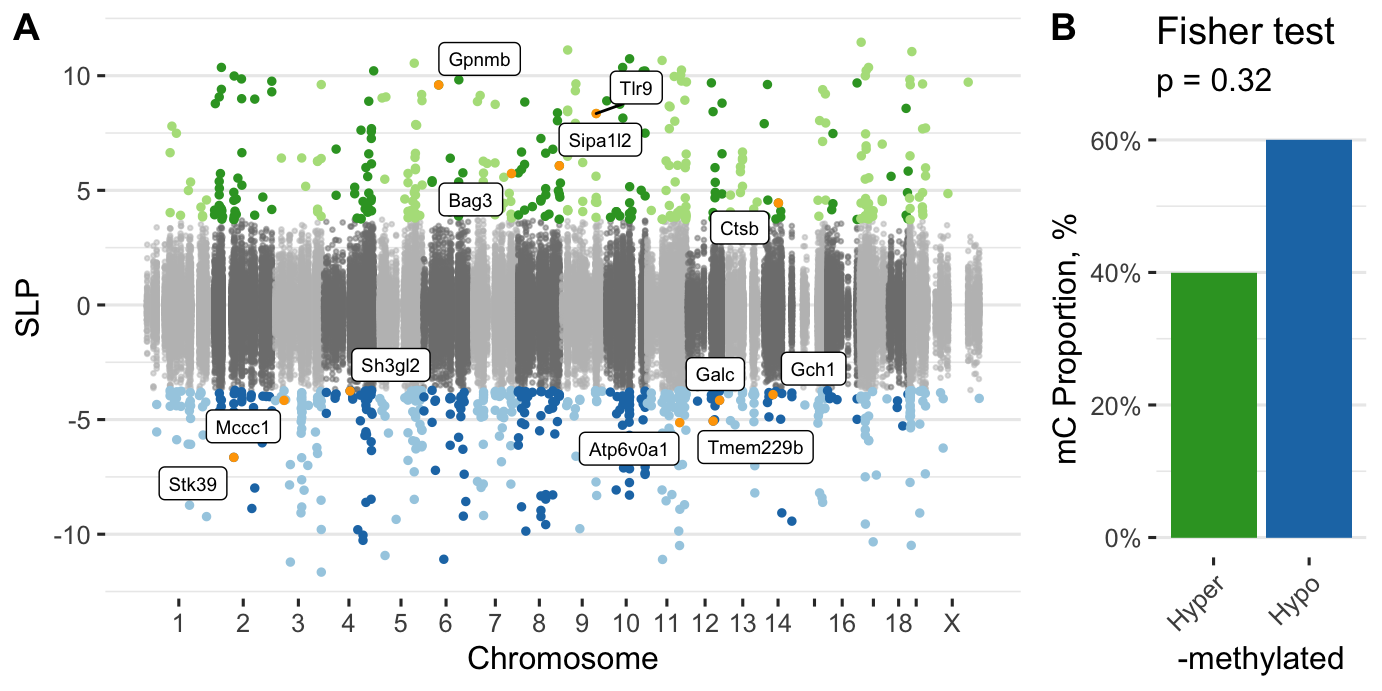 A
SLP
10
5
0
-5
-10
Gpnmb
Tlr9
Sipa1l2
Bag3
Ctsb
Sh3gl2
Galc
Gch1
Mccc1
Atp6v0a1
Tmem229b
Stk39
1 2 3 4 5 6 7 8 9 10 11 12 13 14 16 18 X
Chromosome
B
Fisher test
p = 0.32
mC Proportion, %
60%
40%
20%
0%
Hyper
Hypo
-methylated